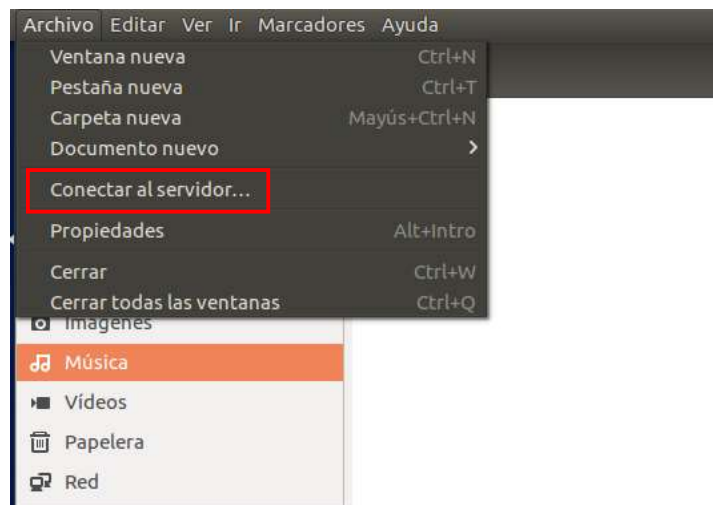 Archivo Editar Ver Ir Marcadores Ayuda
Ventana nueva Ctrl+N
Pestaña nueva Ctrl+T
Carpeta nueva Mayús+Ctrl+N
Documento nuevo
Conectar al servidor...
Propiedades Alt+Intro
Cerrar Ctrl+W
Cerrar todas las ventanas Ctrl+Q
Imágenes
Música
Vídeos
Papelera
Red